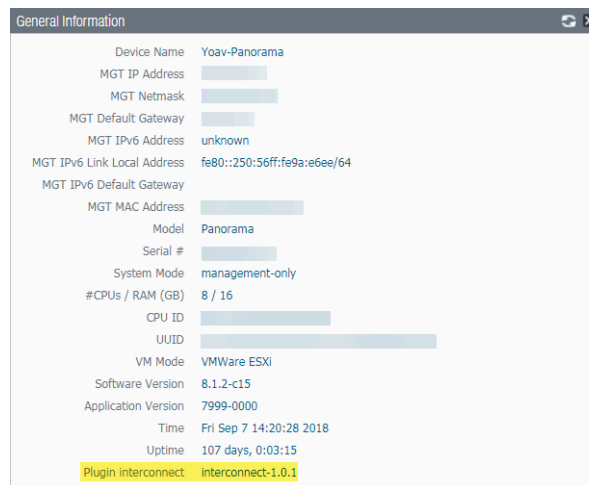 General Information
Device Name Yoav-Panorama
MGT IP Address
MGT Netmask
MGT Default Gateway
MGT IPv6 Address unknown
MGT IPv6 Link Local Address fe80::250:56ff:fe9a:e6ee/64
MGT IPv6 Default Gateway
MGT MAC Address
Model Panorama
Serial #
System Mode management-only
#CPUs / RAM (GB) 8 / 16
CPU ID
UUID
VM Mode VMWare ESXi
Software Version 8.1.2-c15
Application Version 7999-0000
Time Fri Sep 7 14:20:28 2018
Uptime 107 days, 0:03:15
Plugin interconnect interconnect-1.0.1